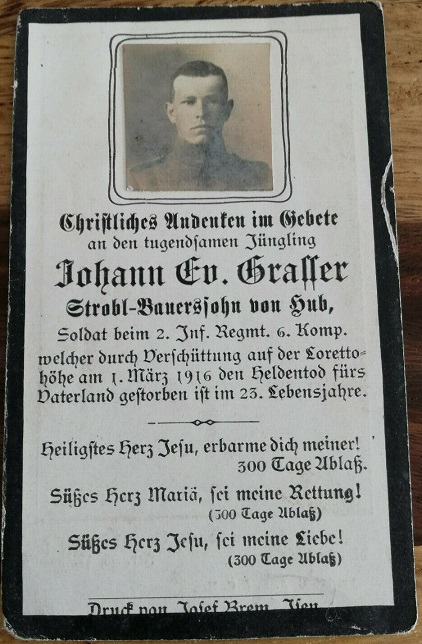 Christliches Andenken im Gebete
an den tugendsamen Jüngling
Johann Ev. Grasser
Strobl-Bauerssohn von Hub,
Soldat beim 2. Inf. Regmt. 6. Komp.
welcher durch Verschüttung auf der Loretto-
höhe am 1. März 1916 den Heldentod fürs
Vaterland gestorben ist im 23. Lebensjahre.
Heiligstes Herz Jesu, erbarme dich meiner!
300 Tage Ablaß.
Süßes Herz Mariä, sei meine Rettung!
(300 Tage Ablaß)
Süßes Herz Jesu, sei meine Liebe!
(300 Tage Ablaß)
Druck von Josef Brem, Isen